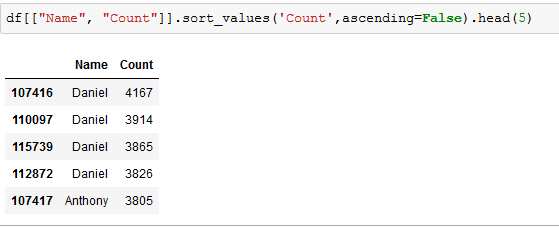 df[["Name", "Count"]].sort_values('Count',ascending=False).head(5)
Name Count
107416 Daniel 4167
110097 Daniel 3914
115739 Daniel 3865
112872 Daniel 3826
107417 Anthony 3805